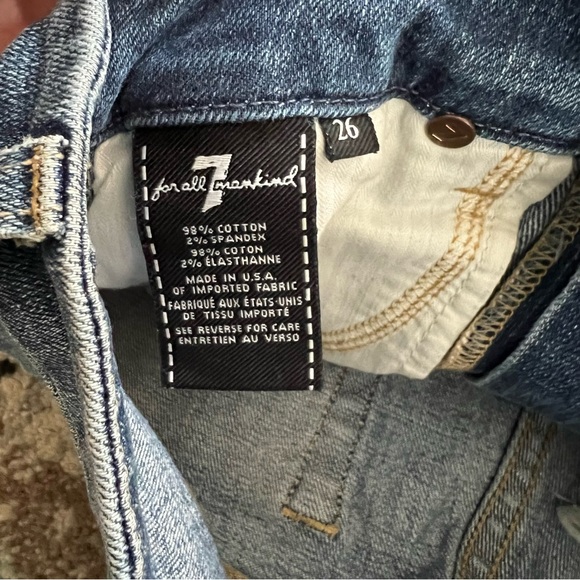 7
for all mankind
98% COTTON
2% SPANDEX
98% COTON
2% ÉLASTHANNE
MADE IN U.S.A.
OF IMPORTED FABRIC
FABRIQUÉ AUX ÉTATS-UNIS
DE TISSU IMPORTÉ
SEE REVERSE FOR CARE
ENTRETIEN AU VERSO
26